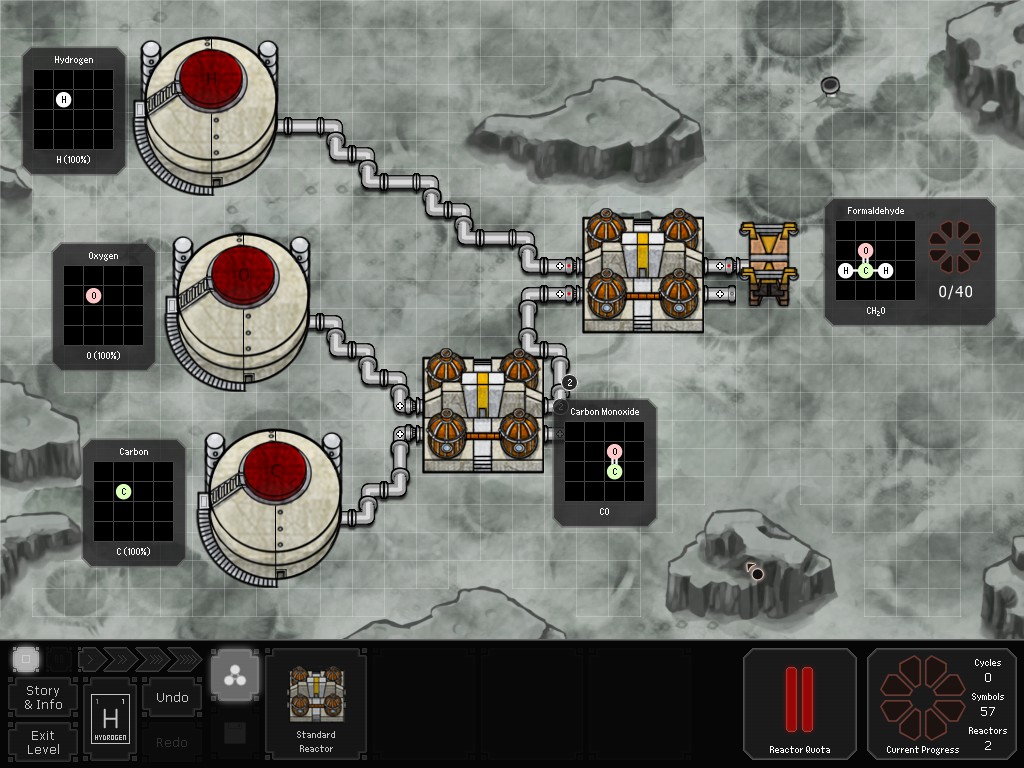 Hydrogen
H
H (100%)
Oxygen
O
O (100%)
Carbon
C
C (100%)
Formaldehyde
O
H C H
CH₂O
0/40
2
Carbon Monoxide
O
C
CO
Story
& Info
Exit
Level
1 1
H
HYDROGEN
Undo
Redo
Standard
Reactor
Reactor Quota
Current Progress
Cycles
0
Symbols
57
Reactors
2